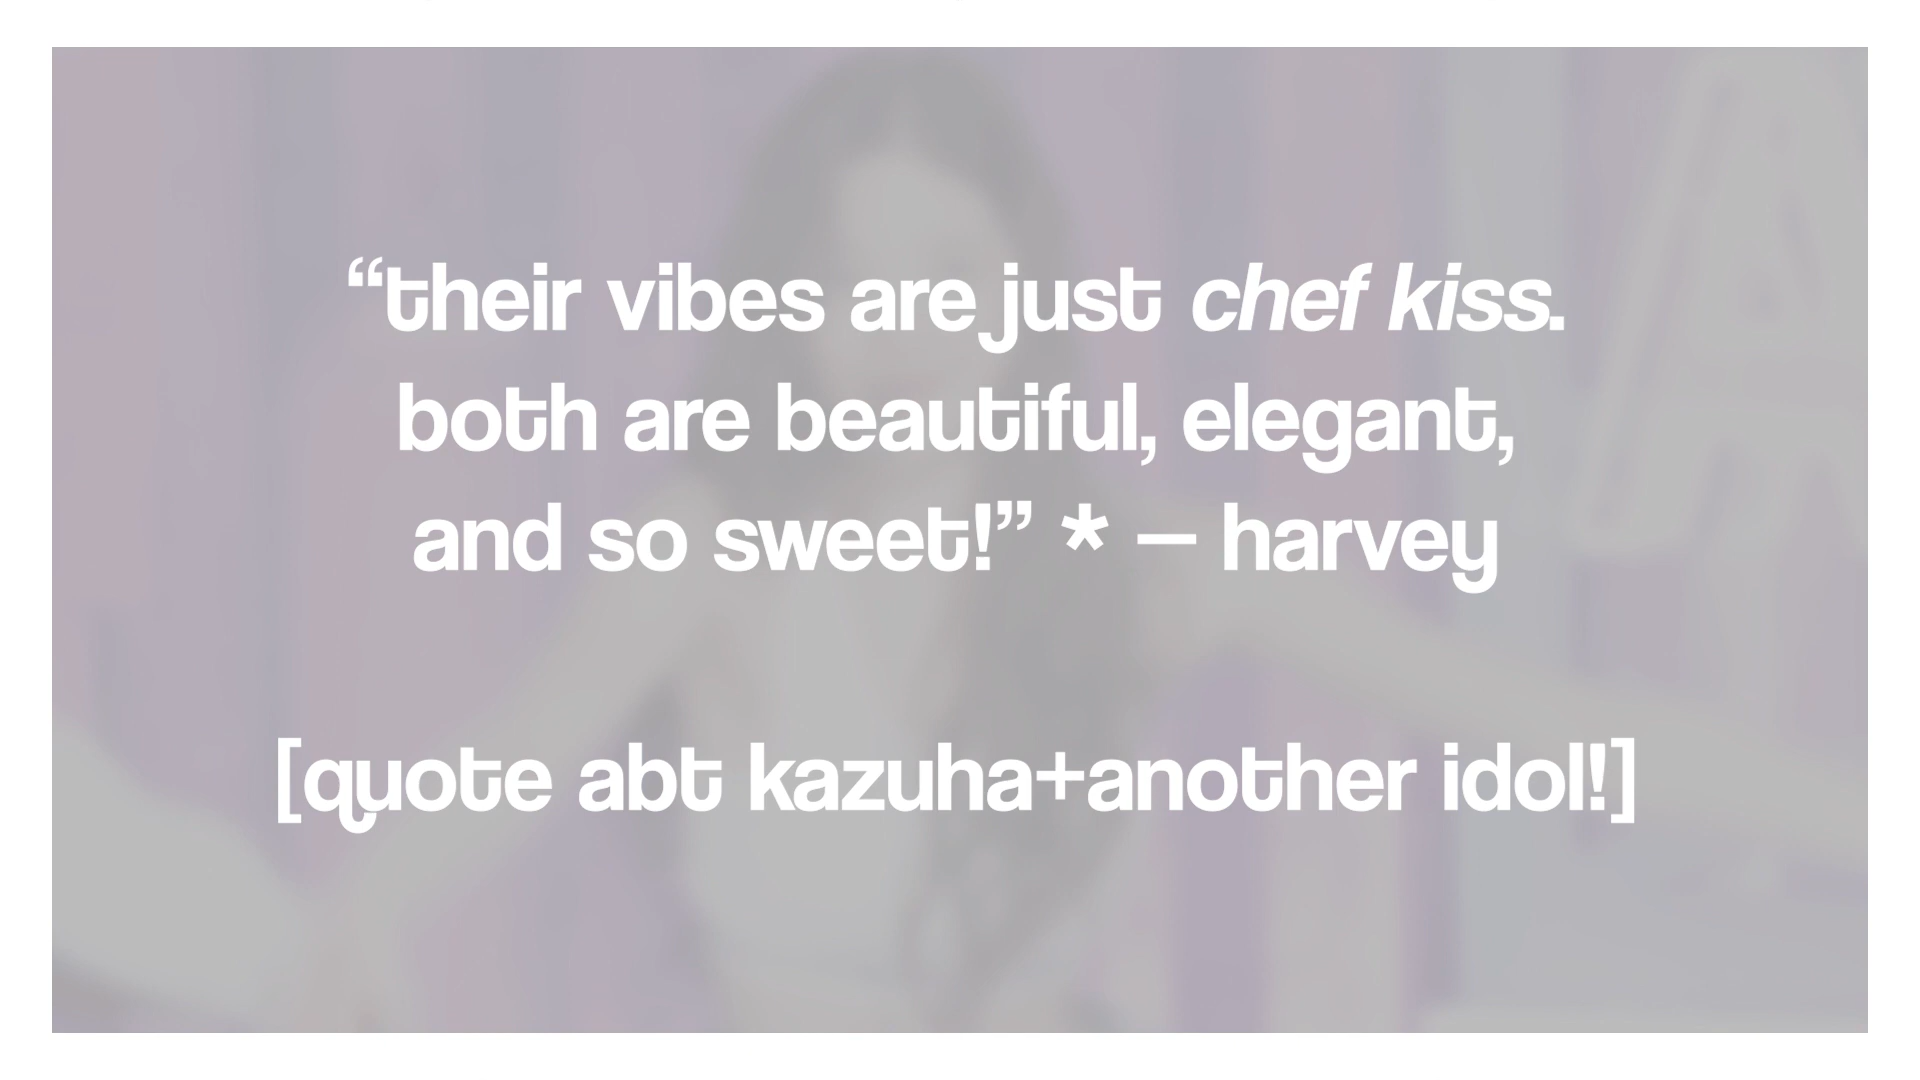 “their vibes are just chef kiss.
both are beautiful, elegant,
and so sweet!” * – harvey
[quote abt kazuha+another idol!]